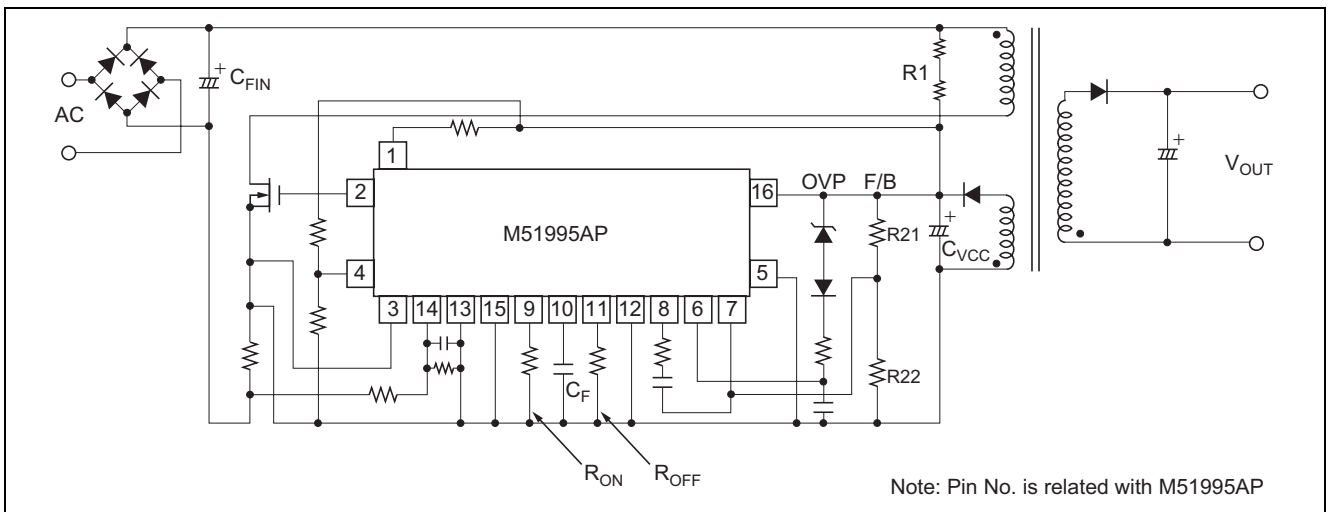 C_FIN
AC
R1
1
2
4
M51995AP
16
5
OVP
F/B
R21
C_VCC
V_OUT
3
14
13
15
9
10
11
12
8
6
7
C_F
R22
R_ON
R_OFF
+
+
+
Note: Pin No. is related with M51995AP